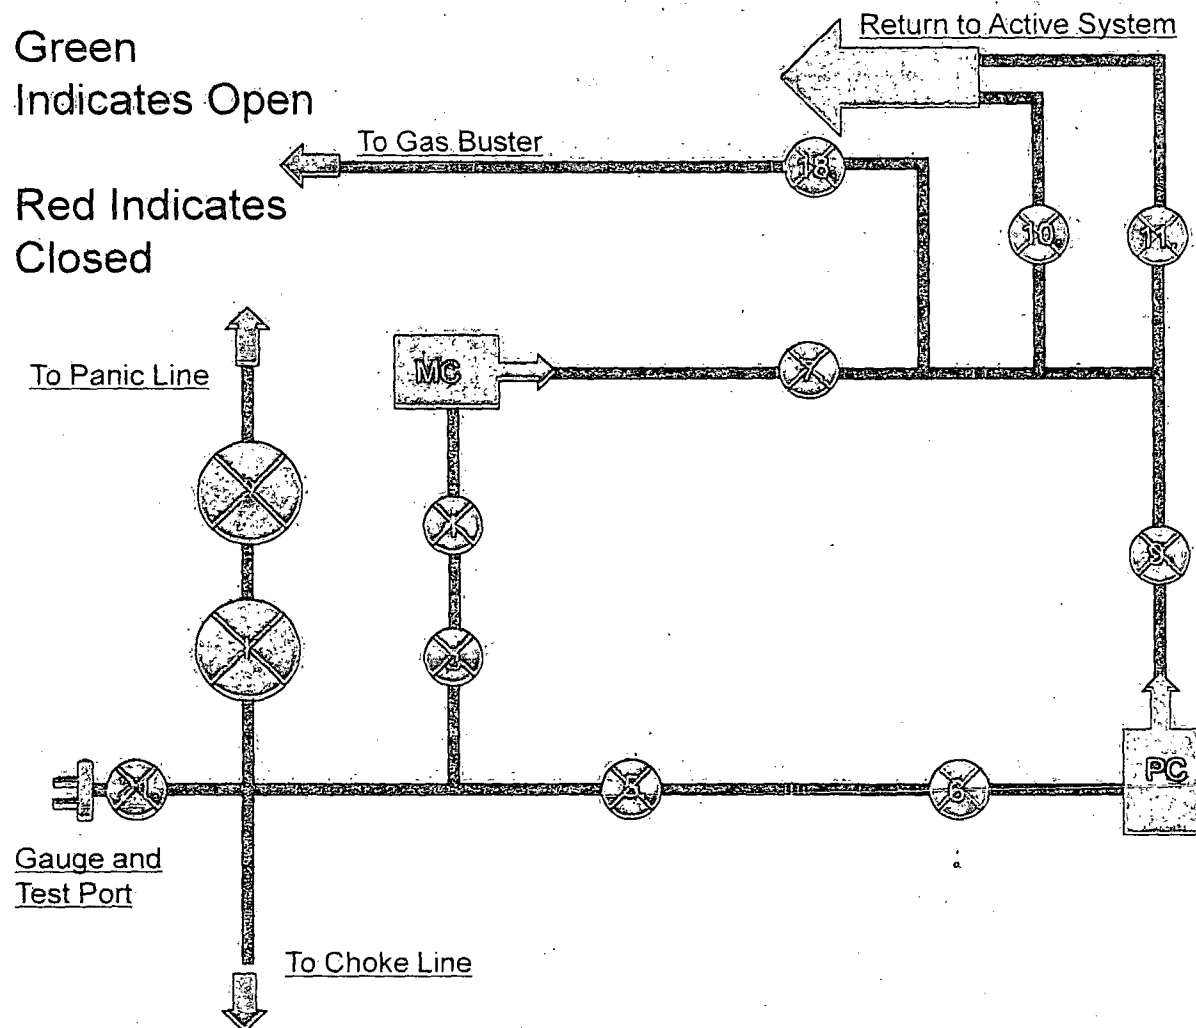 Return to Active System
Green
Indicates Open
To Gas Buster
18.
Red Indicates
Closed
10.
11.
To Panic Line
MC
7
9.
5
6
PC
Gauge and
Test Port
To Choke Line